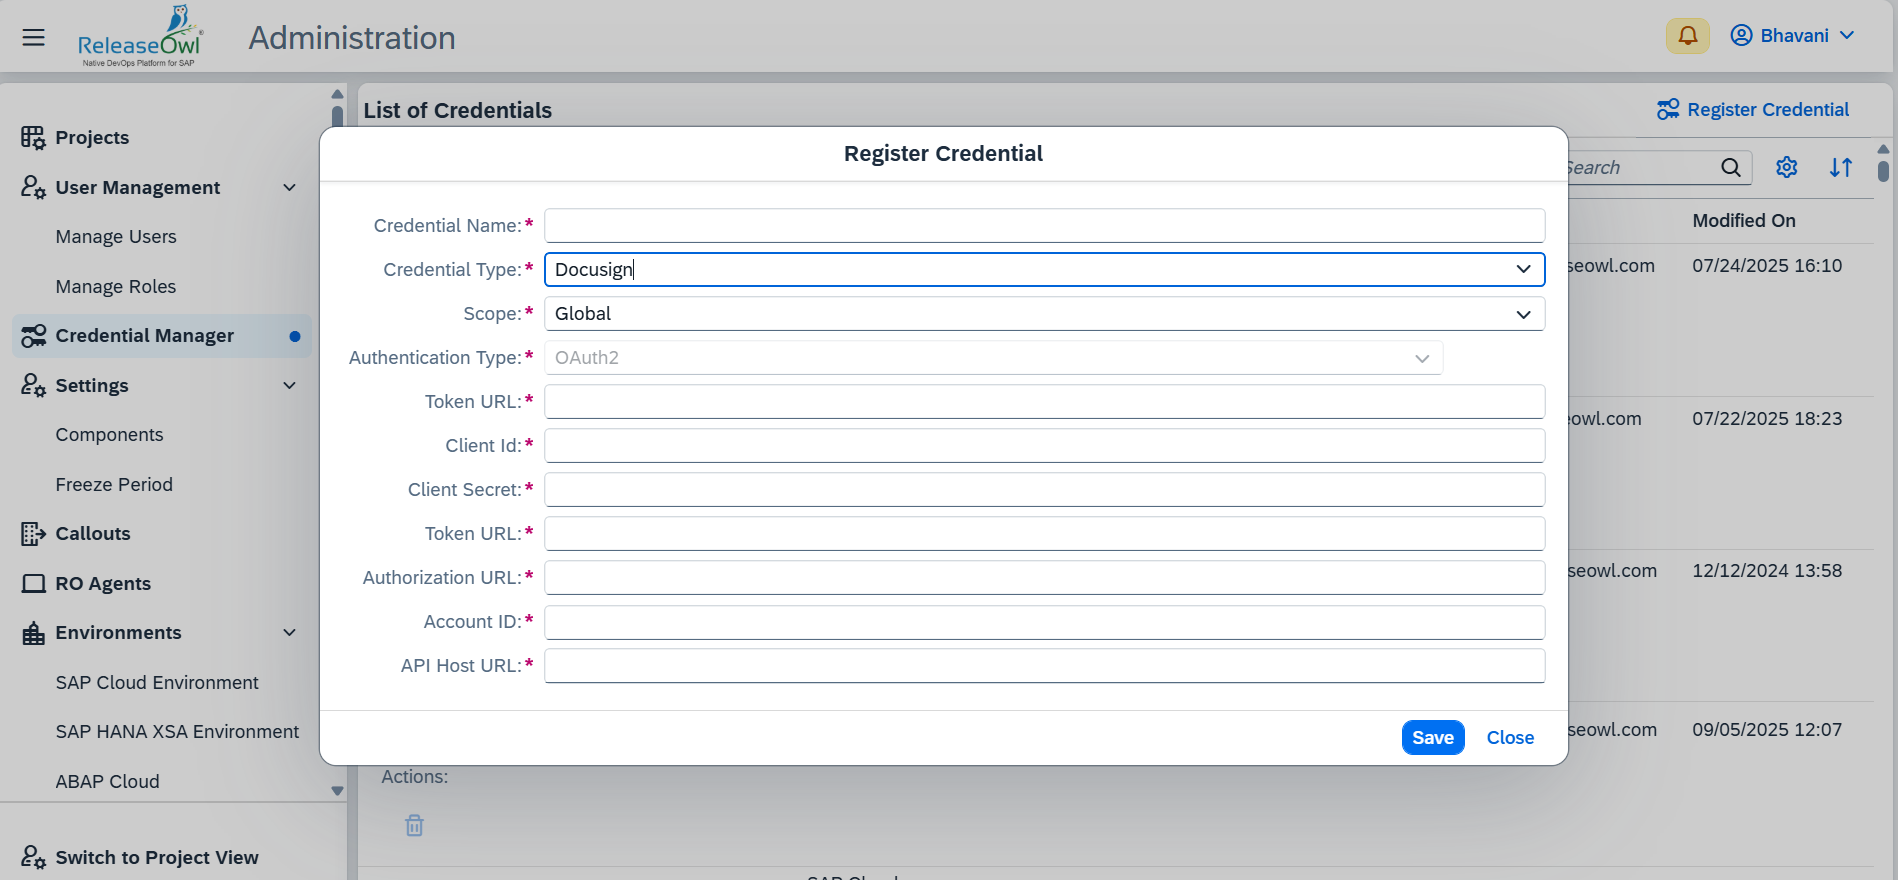 ReleaseOwl®
Native DevOps Platform for SAP
Administration
Bhavani
Projects
User Management
Manage Users
Manage Roles
Credential Manager
Settings
Components
Freeze Period
Callouts
RO Agents
Environments
SAP Cloud Environment
SAP HANA XSA Environment
ABAP Cloud
Switch to Project View
List of Credentials
Register Credential
Search
Modified On
seowl.com 07/24/2025 16:10
eowl.com 07/22/2025 18:23
seowl.com 12/12/2024 13:58
seowl.com 09/05/2025 12:07
Register Credential
Credential Name:*
Credential Type:* Docusign
Scope:* Global
Authentication Type:* OAuth2
Token URL:*
Client Id:*
Client Secret:*
Token URL:*
Authorization URL:*
Account ID:*
API Host URL:*
Save Close
Actions: